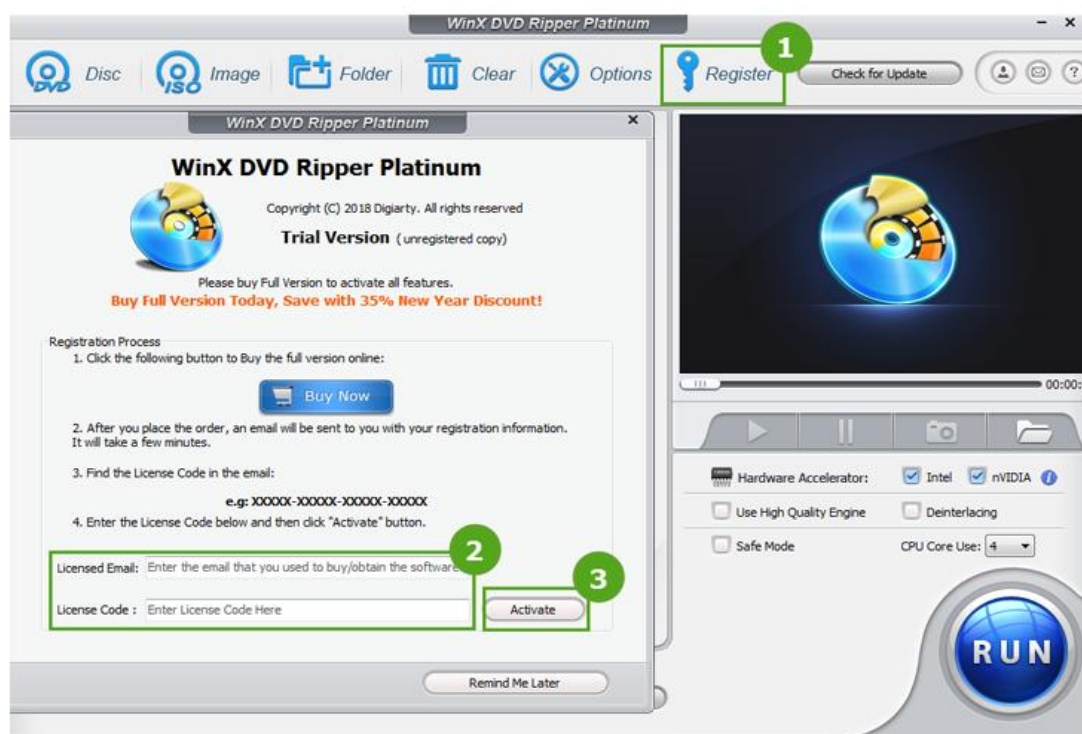 WinX DVD Ripper Platinum
1
DVD Disc ISO Image Folder Clear Options Register Check for Update ?
WinX DVD Ripper Platinum
WinX DVD Ripper Platinum
Copyright (C) 2018 Digiarty. All rights reserved
Trial Version (unregistered copy)
Please buy Full Version to activate all features.
Buy Full Version Today, Save with 35% New Year Discount!
Registration Process
1. Click the following button to Buy the full version online:
Buy Now
2. After you place the order, an email will be sent to you with your registration information.
It will take a few minutes.
3. Find the License Code in the email:
e.g: XXXXX-XXXXX-XXXXX-XXXXX
4. Enter the License Code below and then click "Activate" button.
2
Licensed Email: Enter the email that you used to buy/obtain the software
3
License Code : Enter License Code Here Activate
Remind Me Later
00:00:
Hardware Accelerator: Intel nVIDIA i
Use High Quality Engine Deinterlacing
Safe Mode CPU Core Use: 4
RUN